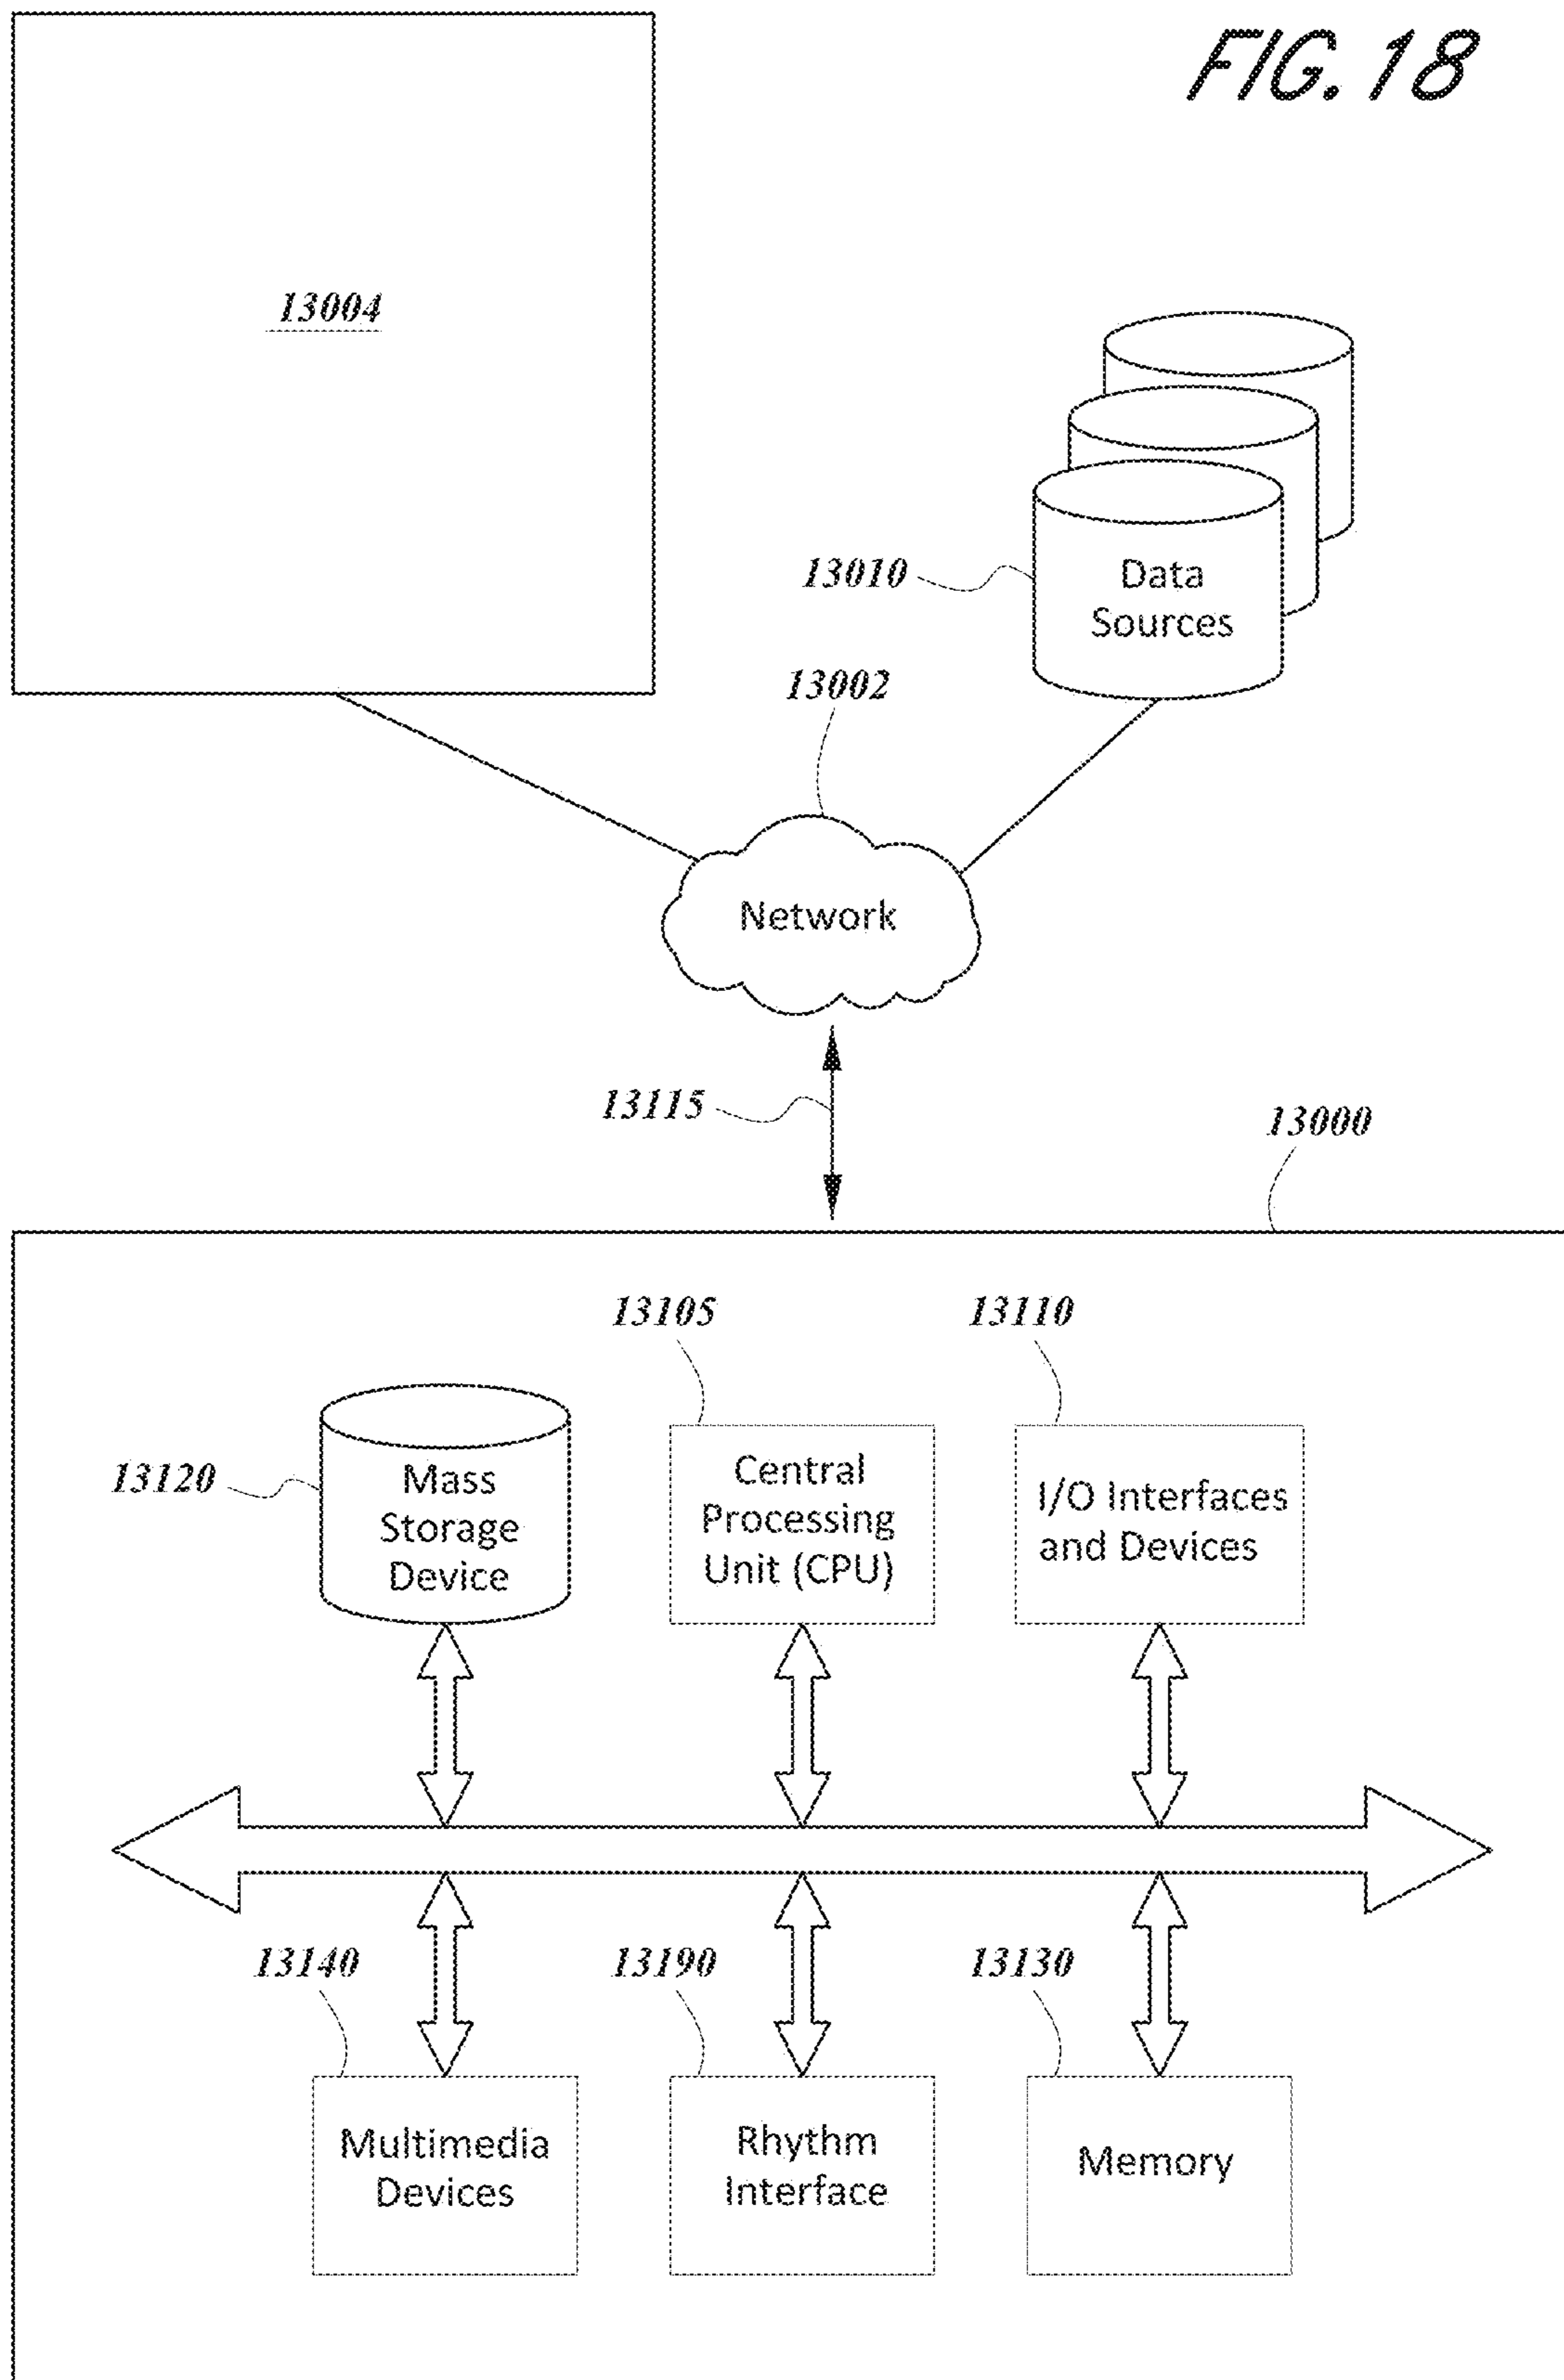 FIG. 18
13004
13010
Data
Sources
13002
Network
13115
13000
13105
13110
13120
Mass
Storage
Device
Central
Processing
Unit (CPU)
I/O Interfaces
and Devices
13140
13190
13130
Multimedia
Devices
Rhythm
Interface
Memory